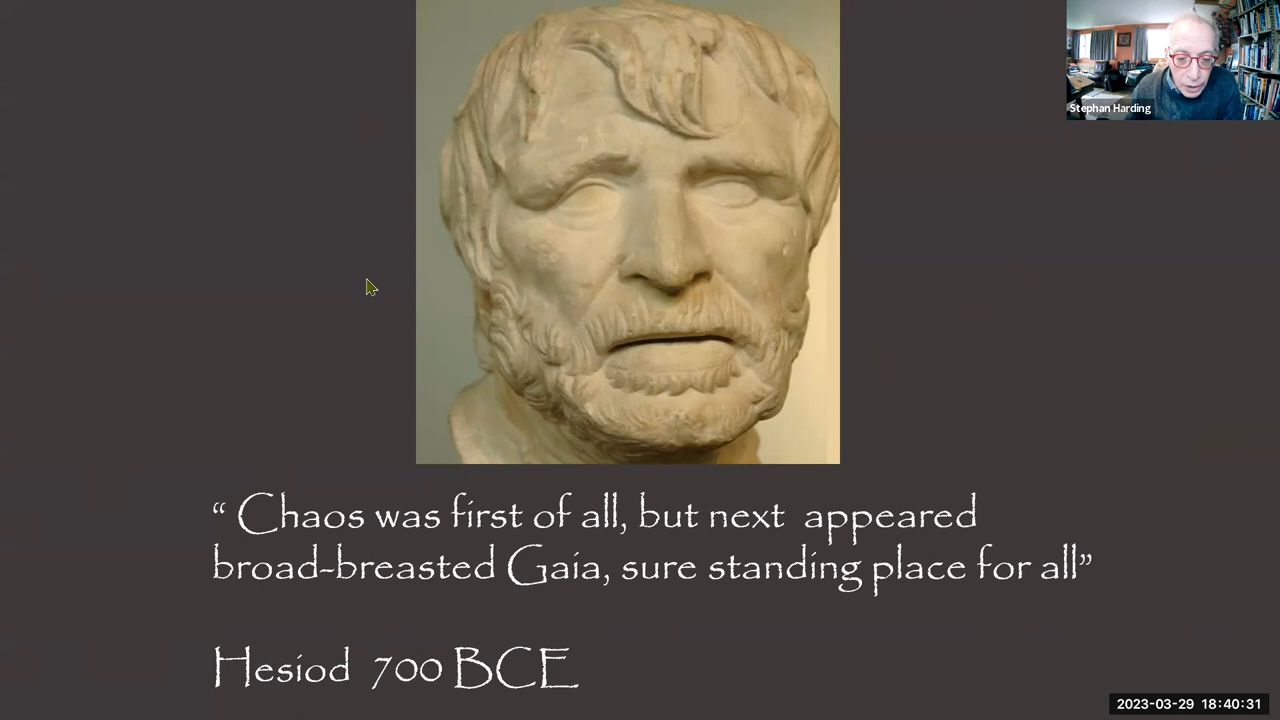 Stephan Harding
“ Chaos was first of all, but next appeared
broad-breasted Gaia, sure standing place for all”
Hesiod 700 BCE
2023-03-29 18:40:31